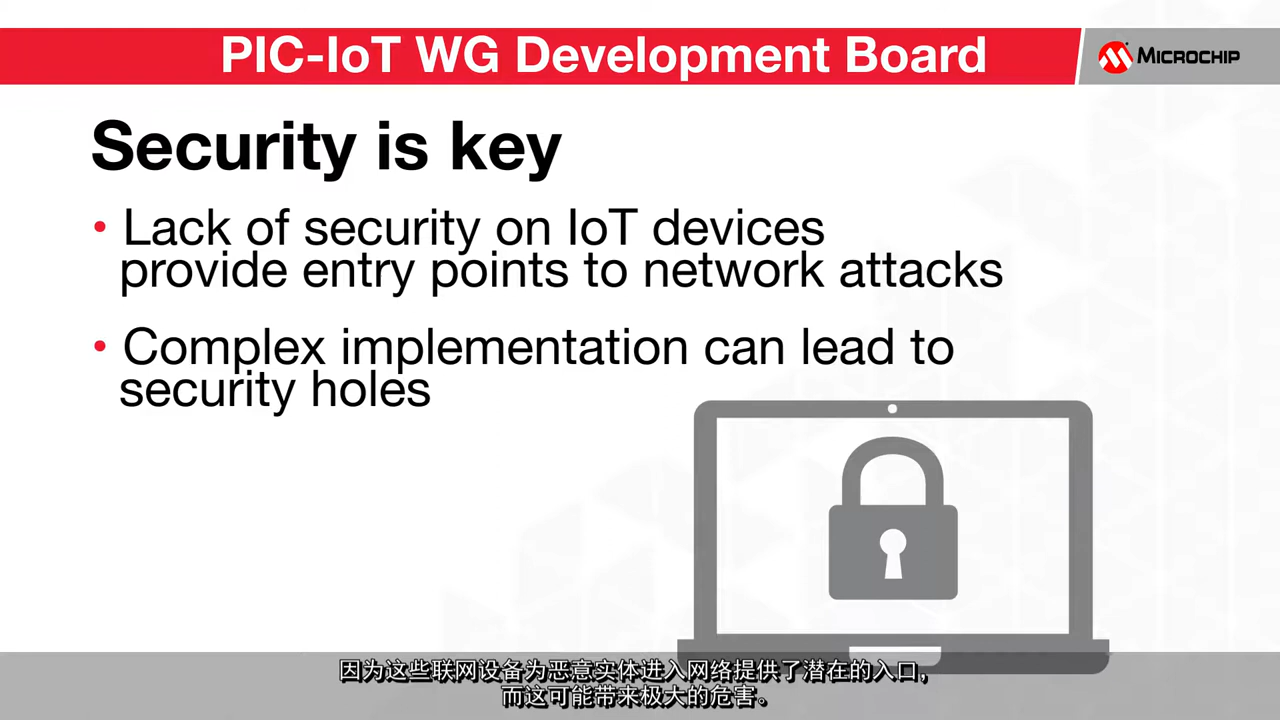 PIC-IoT WG Development Board
MICROCHIP
Security is key
• Lack of security on IoT devices
provide entry points to network attacks
• Complex implementation can lead to
security holes
因为这些联网设备为恶意实体进入网络提供了潜在的入口,
而这可能带来极大的危害。